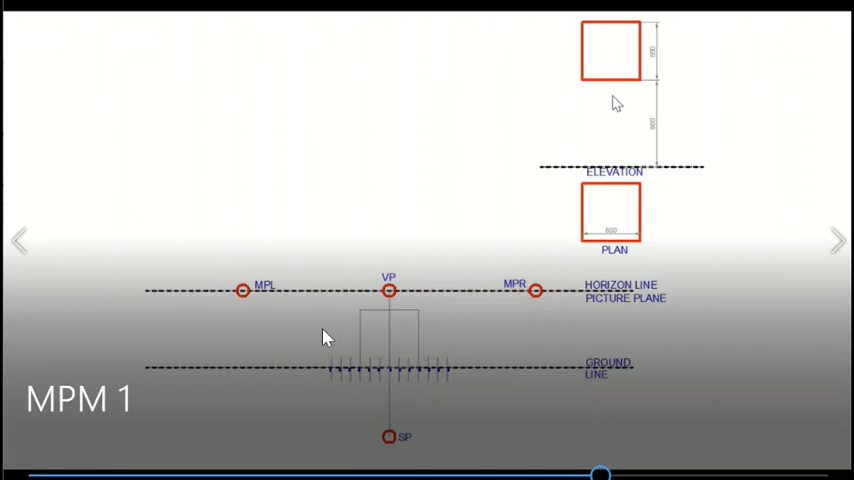 600
900
ELEVATION
600
PLAN
VP
MPL
MPR
HORIZON LINE
PICTURE PLANE
GROUND
LINE
MPM 1
SP